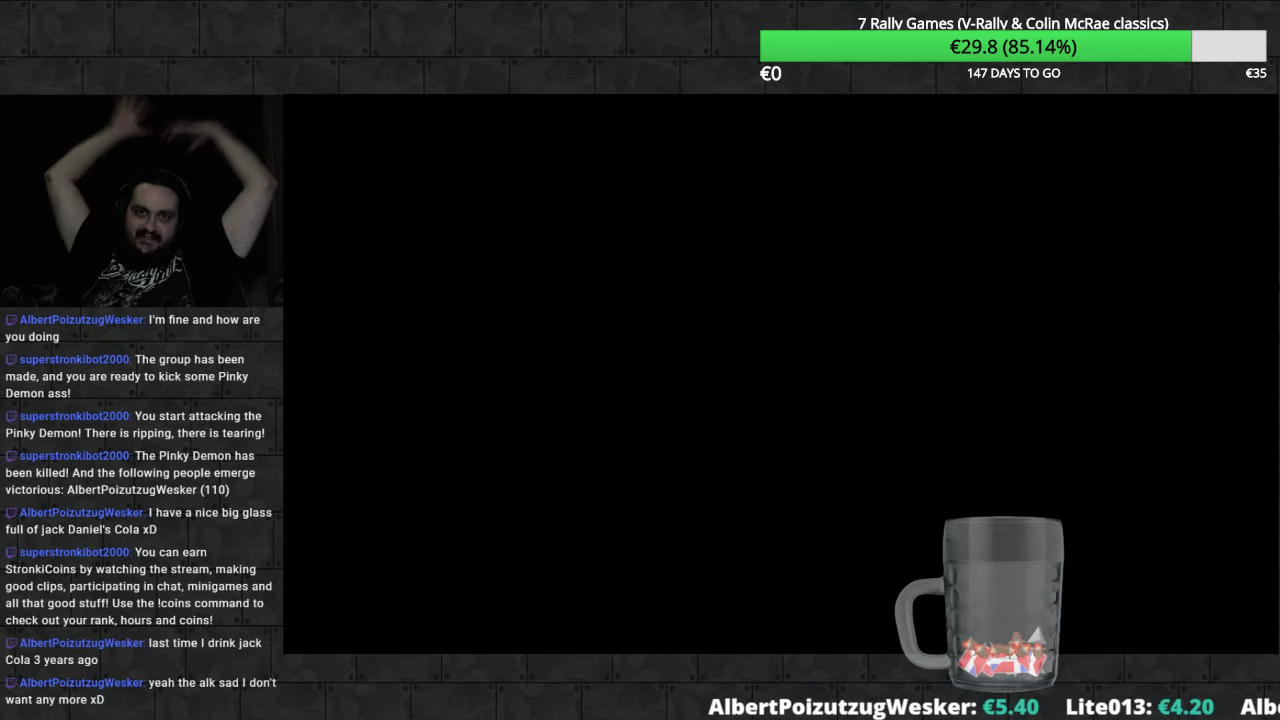 7 Rally Games (V-Rally & Colin McRae classics)
€29.8 (85.14%)
€0
147 DAYS TO GO
€35
AlbertPoizutzugWesker: I'm fine and how are
you doing
superstronkibot2000: The group has been
made, and you are ready to kick some Pinky
Demon ass!
superstronkibot2000: You start attacking the
Pinky Demon! There is ripping, there is tearing!
superstronkibot2000: The Pinky Demon has
been killed! And the following people emerge
victorious: AlbertPoizutzugWesker (110)
AlbertPoizutzugWesker: I have a nice big glass
full of jack Daniel's Cola xD
superstronkibot2000: You can earn
StronkiCoins by watching the stream, making
good clips, participating in chat, minigames and
all that good stuff! Use the !coins command to
check out your rank, hours and coins!
AlbertPoizutzugWesker: last time I drink jack
Cola 3 years ago
AlbertPoizutzugWesker: yeah the alk sad I don't
want any more xD
AlbertPoizutzugWesker: €5.40 Lite013: €4.20 Alb